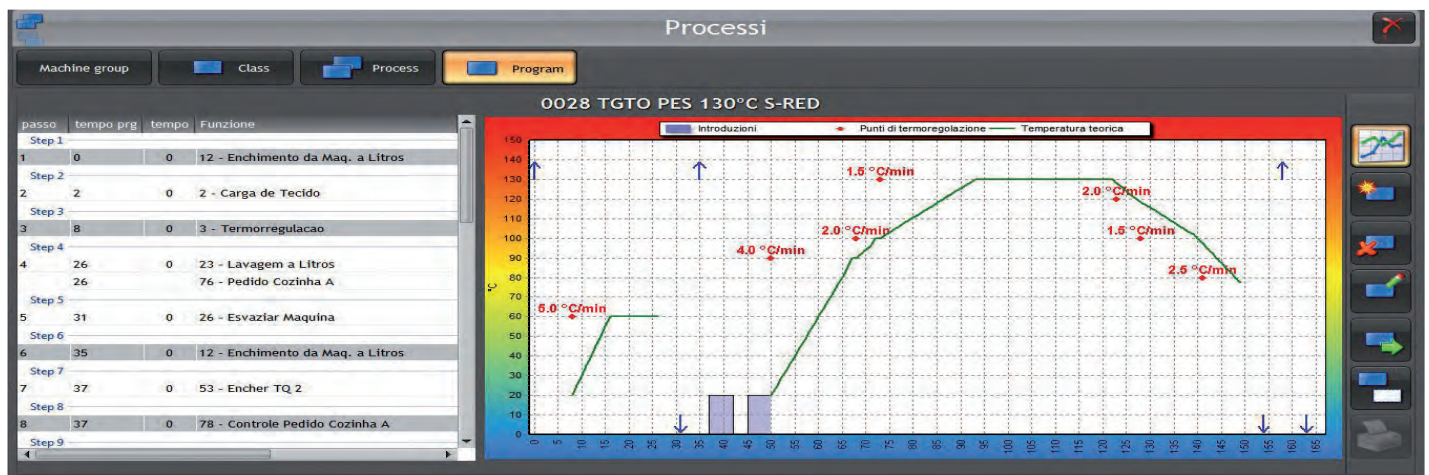 Processi
Machine group Class Process Program
0028 TGTO PES 130°C S-RED
passo tempo prg tempo Funzione
Step 1
1 0 0 12 - Enchimento da Maq. a Litros
Step 2
2 2 0 2 - Carga de Tecido
Step 3
3 8 0 3 - Termorregulacao
Step 4
4 26 0 23 - Lavagem a Litros
26 76 - Pedido Cozinha A
Step 5
5 31 0 26 - Esvaziar Maquina
Step 6
6 35 0 12 - Enchimento da Maq. a Litros
Step 7
7 37 0 53 - Encher TQ 2
Step 8
8 37 0 78 - Controle Pedido Cozinha A
Step 9
Introduzioni Punti di termoregolazione Temperatura teorica
150
140
130
120
110
100
90
80
70
60
50
40
30
20
10
0
°C
1.5 °C/min
2.0 °C/min
2.0 °C/min
1.5 °C/min
4.0 °C/min
2.5 °C/min
5.0 °C/min
0 5 10 15 20 25 30 35 40 45 50 55 60 65 70 75 80 85 90 95 100 105 110 115 120 125 130 135 140 145 150 155 160 165